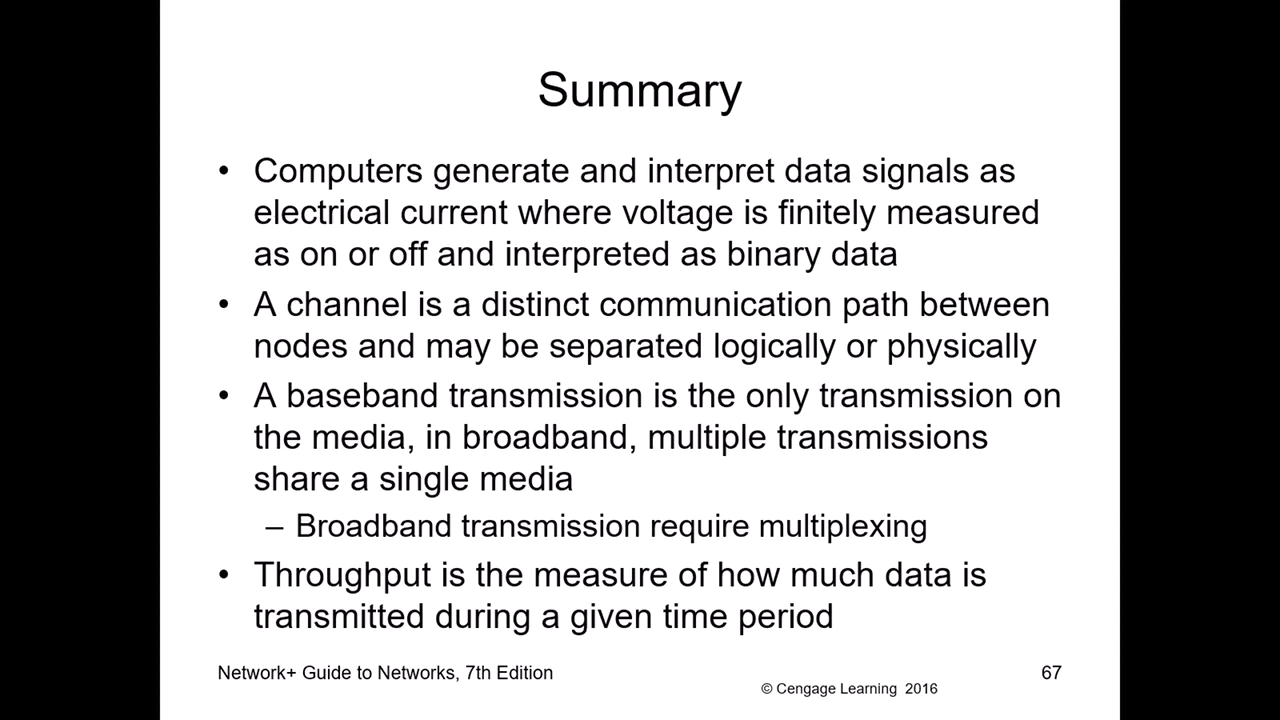 Summary
• Computers generate and interpret data signals as
electrical current where voltage is finitely measured
as on or off and interpreted as binary data
• A channel is a distinct communication path between
nodes and may be separated logically or physically
• A baseband transmission is the only transmission on
the media, in broadband, multiple transmissions
share a single media
– Broadband transmission require multiplexing
• Throughput is the measure of how much data is
transmitted during a given time period
Network+ Guide to Networks, 7th Edition
67
© Cengage Learning 2016